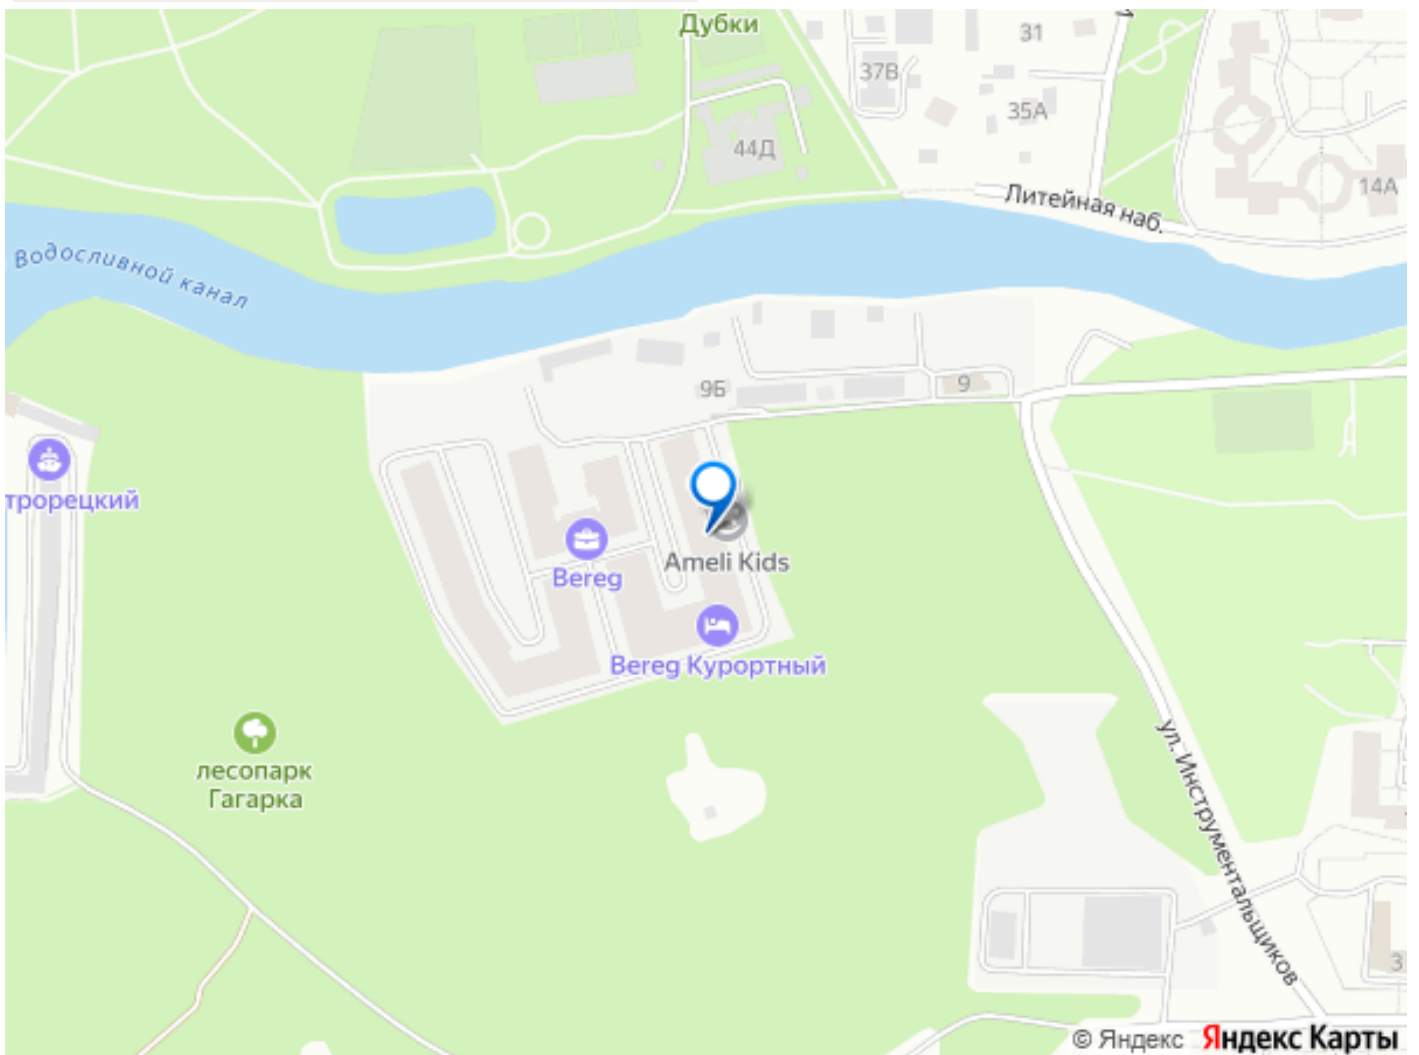 Дубки
31
37В
35А
44Д
14А
Литейная наб.
Водосливной канал
9Б
9
трорецкий
Ameli Kids
Bereg
Bereg Курортный
лесопарк
Гагарка
ул. Инструментальщиков
3
© Яндекс Яндекс Карты